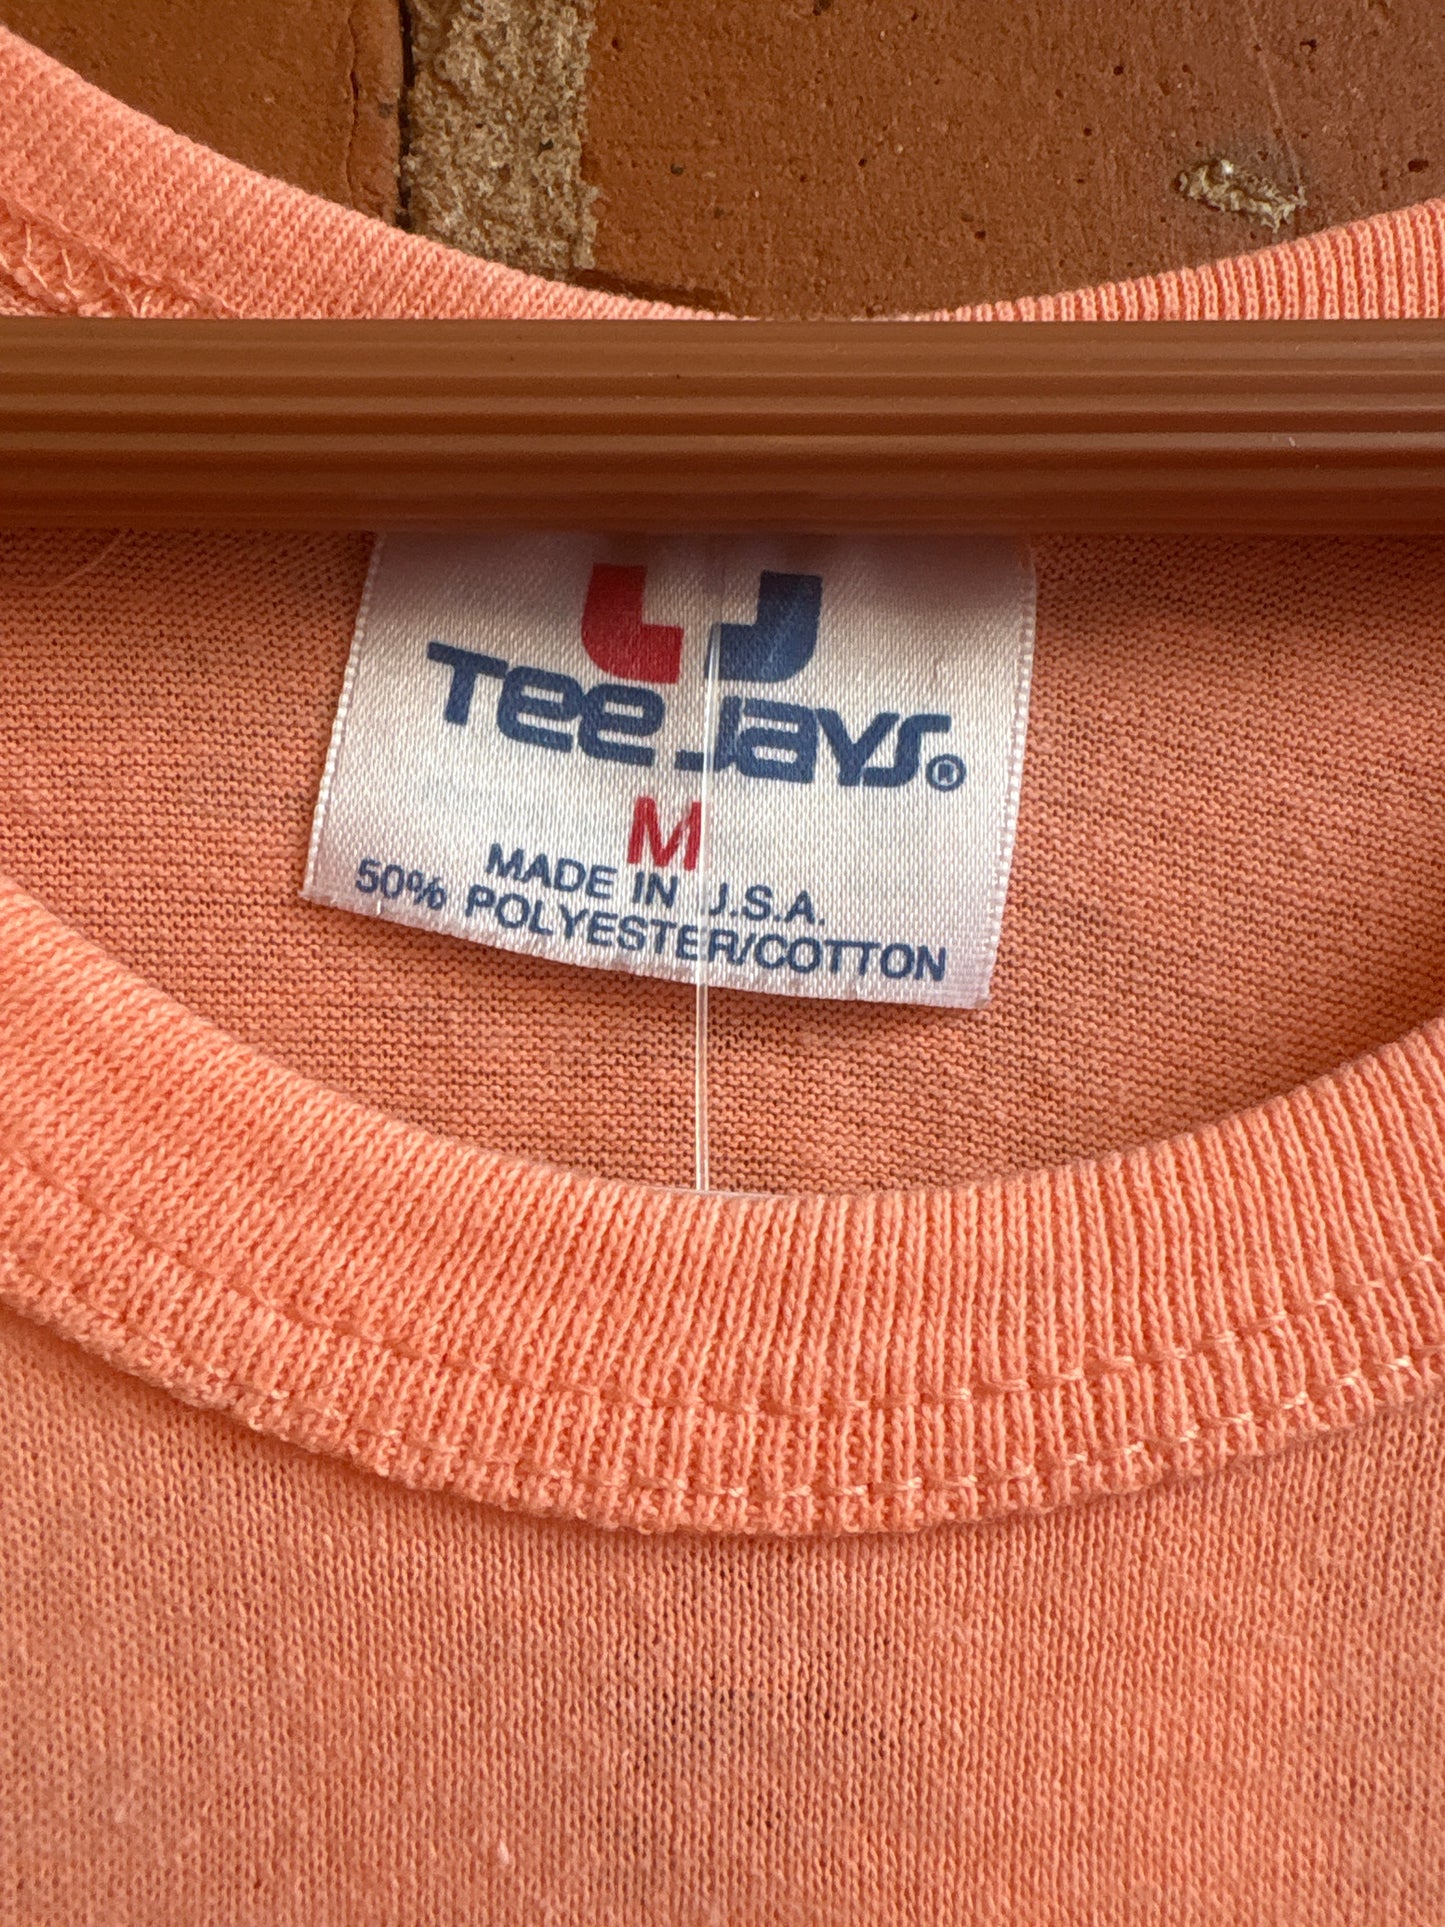 Tee Jays®
M
MADE IN U.S.A.
50% POLYESTER/COTTON